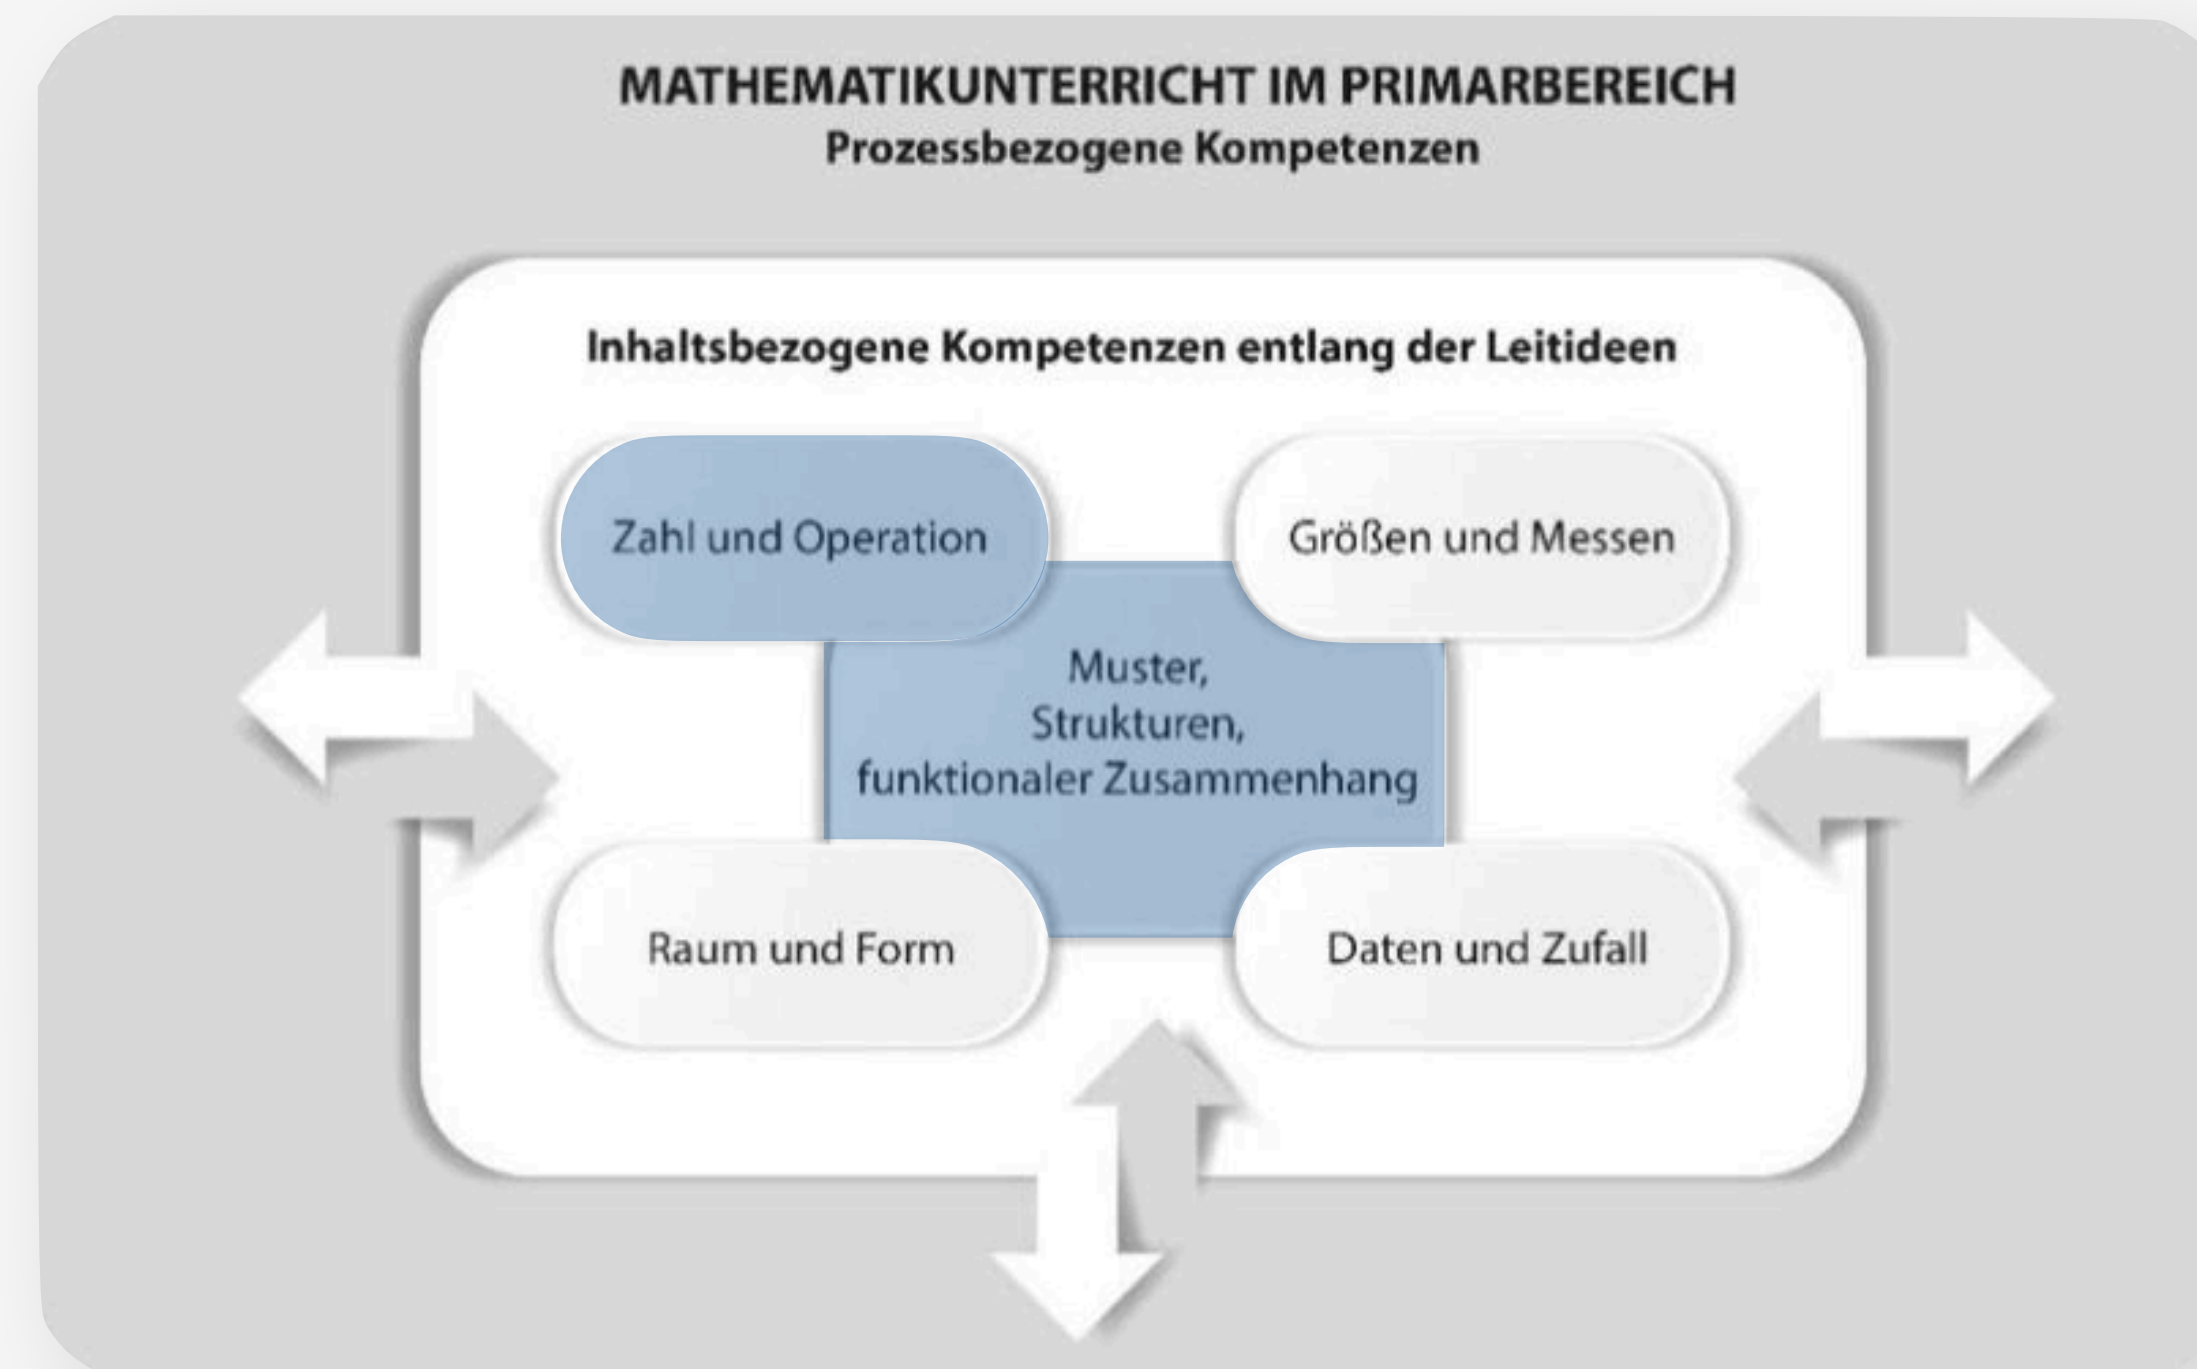 MATHEMATIKUNTERRICHT IM PRIMARBEREICH
Prozessbezogene Kompetenzen
Inhaltsbezogene Kompetenzen entlang der Leitideen
Zahl und Operation
Größen und Messen
Muster,
Strukturen,
funktionaler Zusammenhang
Raum und Form
Daten und Zufall